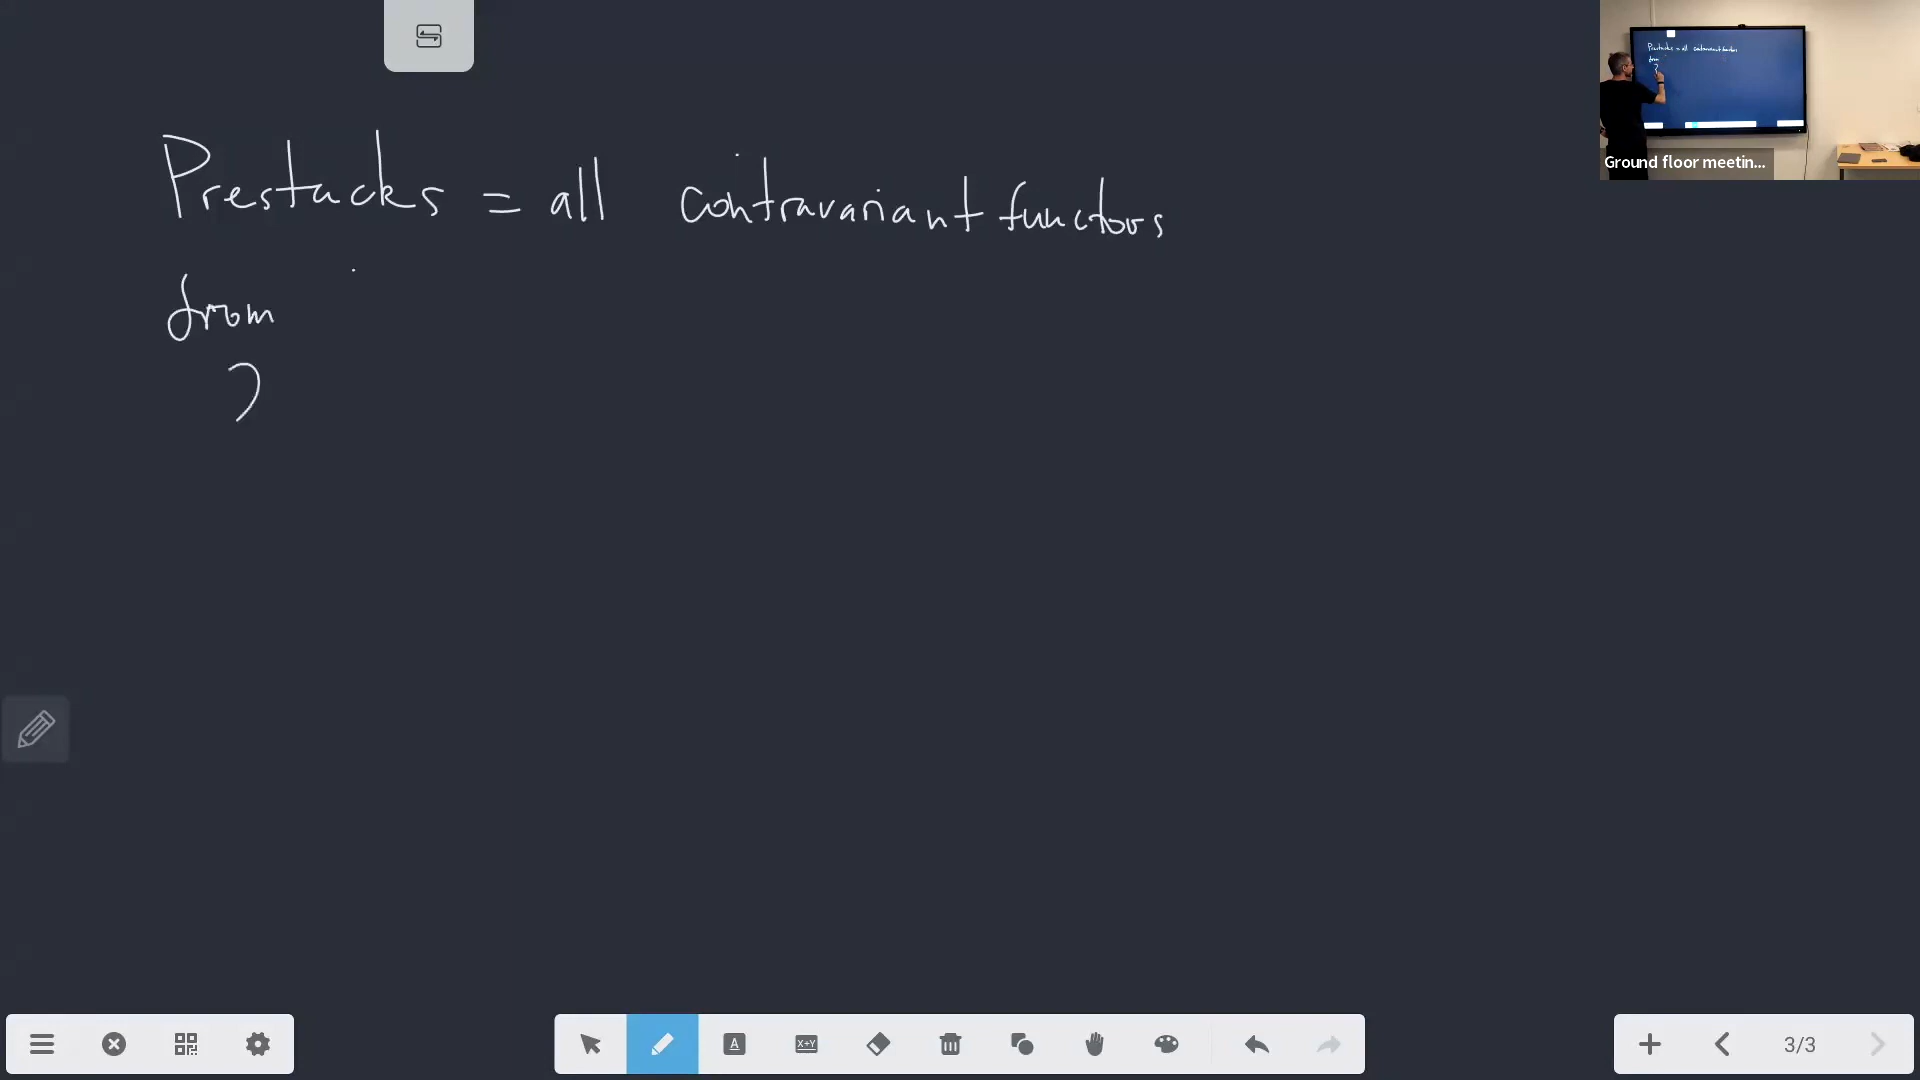 Prestacks = all contravariant functors
from
Ground floor meetin...
A
X+Y
3/3